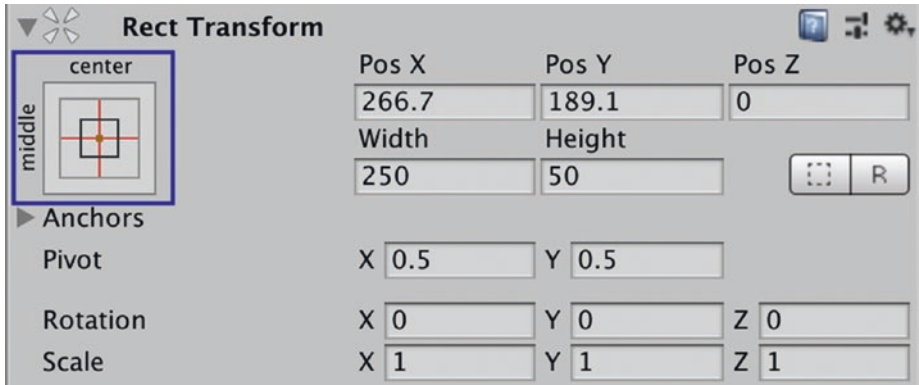 Rect Transform
center
middle
Pos X Pos Y Pos Z
266.7 189.1 0
Width Height
250 50
R
Anchors
Pivot X 0.5 Y 0.5
Rotation X 0 Y 0 Z 0
Scale X 1 Y 1 Z 1